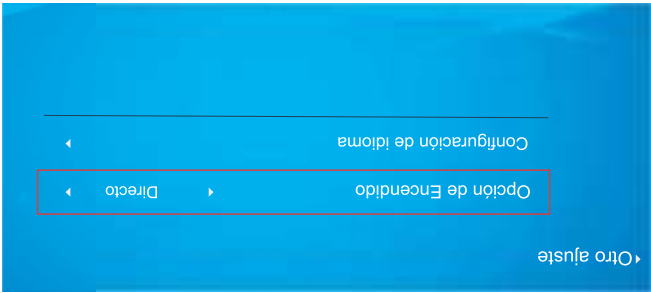 Otro ajuste
Opción de Encendido Directo
Configuración de idioma